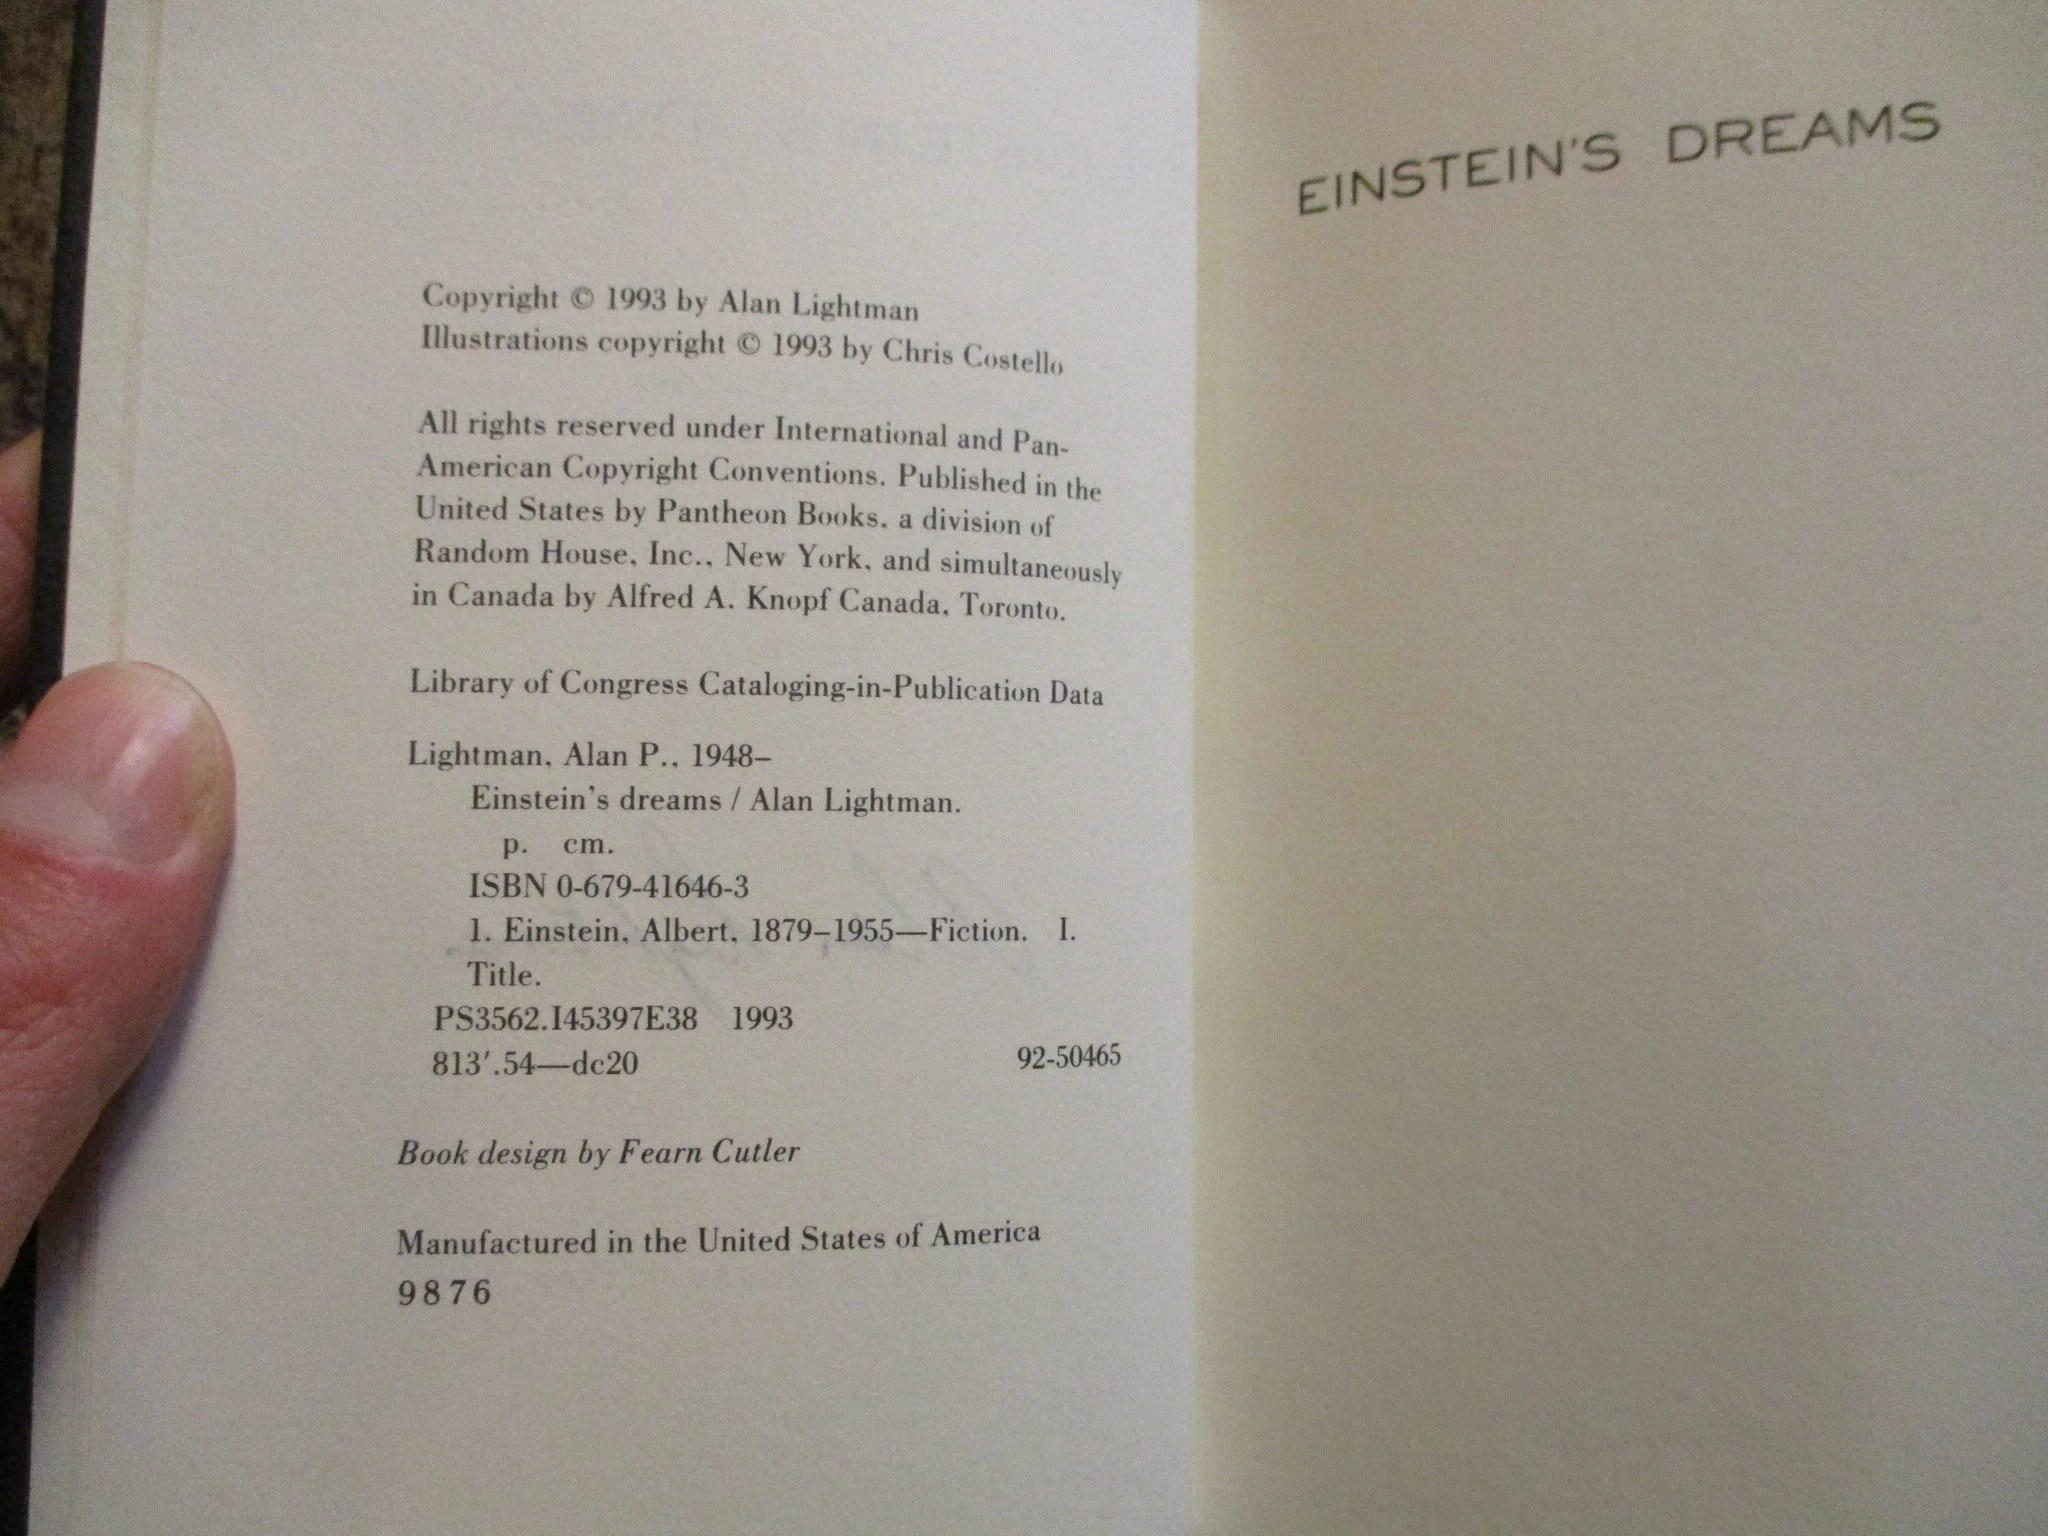 Copyright © 1993 by Alan Lightman
Illustrations copyright © 1993 by Chris Costello
All rights reserved under International and Pan-
American Copyright Conventions. Published in the
United States by Pantheon Books, a division of
Random House, Inc., New York, and simultaneously
in Canada by Alfred A. Knopf Canada, Toronto.
Library of Congress Cataloging-in-Publication Data
Lightman, Alan P., 1948–
Einstein's dreams / Alan Lightman.
p. cm.
ISBN 0-679-41646-3
1. Einstein, Albert, 1879–1955—Fiction. I.
Title.
PS3562.I45397E38 1993
813′.54—dc20 92-50465
Book design by Fearn Cutler
Manufactured in the United States of America
9 8 7 6
EINSTEIN'S DREAMS